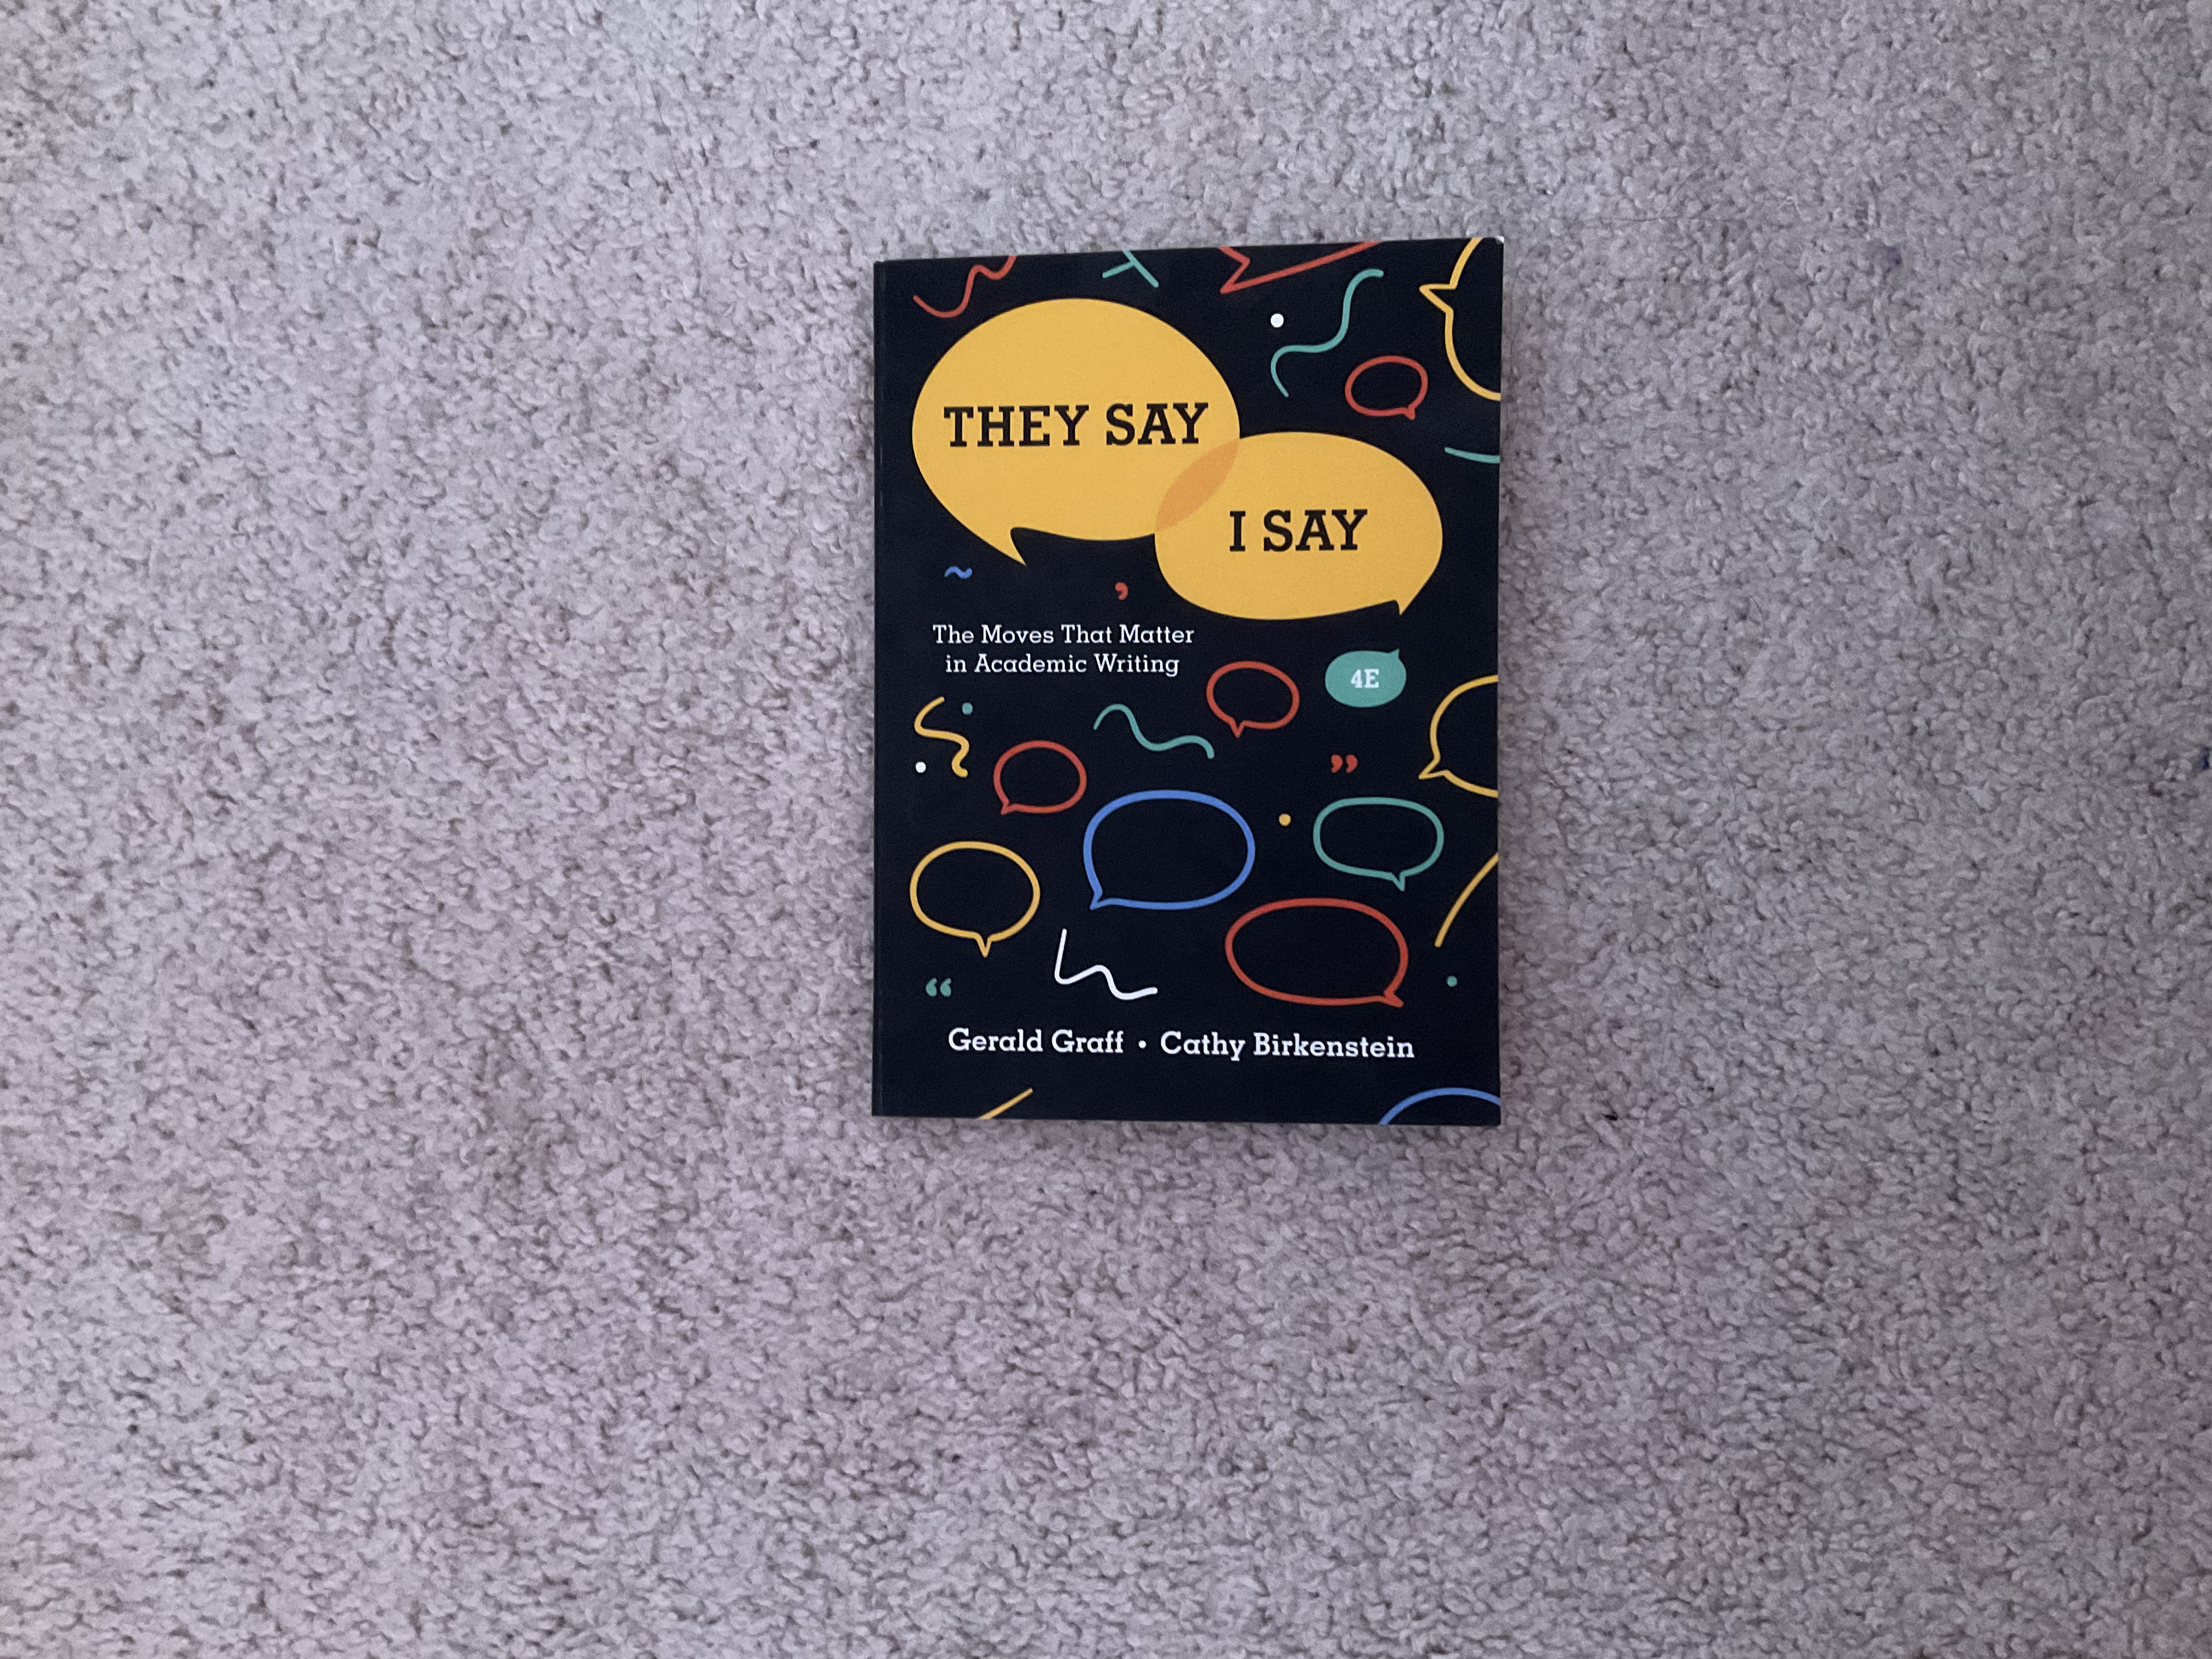 THEY SAY
I SAY
The Moves That Matter
in Academic Writing
4E
Gerald Graff • Cathy Birkenstein